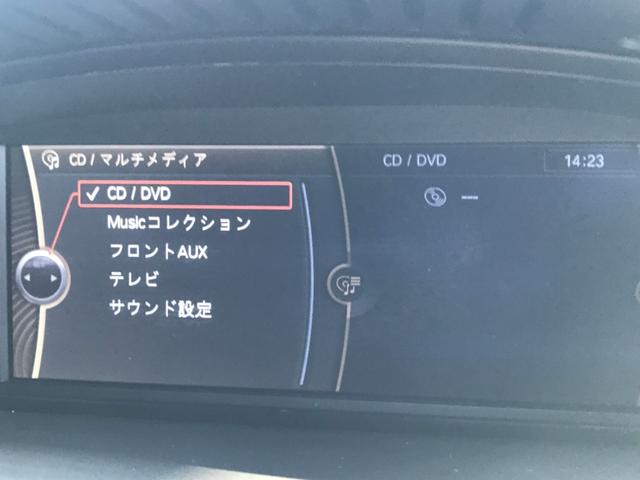 CD / マルチメディア
CD / DVD
14:23
CD / DVD
---
Musicコレクション
フロントAUX
テレビ
サウンド設定